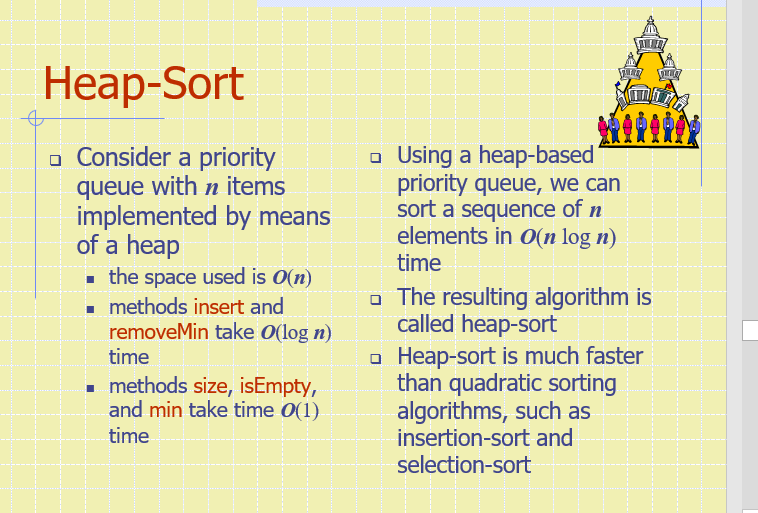 Heap-Sort
Consider a priority
queue with n items
implemented by means
of a heap
the space used is O(n)
methods insert and
removeMin take O(log n)
time
methods size, isEmpty,
and min take time O(1)
time
Using a heap-based
priority queue, we can
sort a sequence of n
elements in O(n log n)
time
The resulting algorithm is
called heap-sort
Heap-sort is much faster
than quadratic sorting
algorithms, such as
insertion-sort and
selection-sort